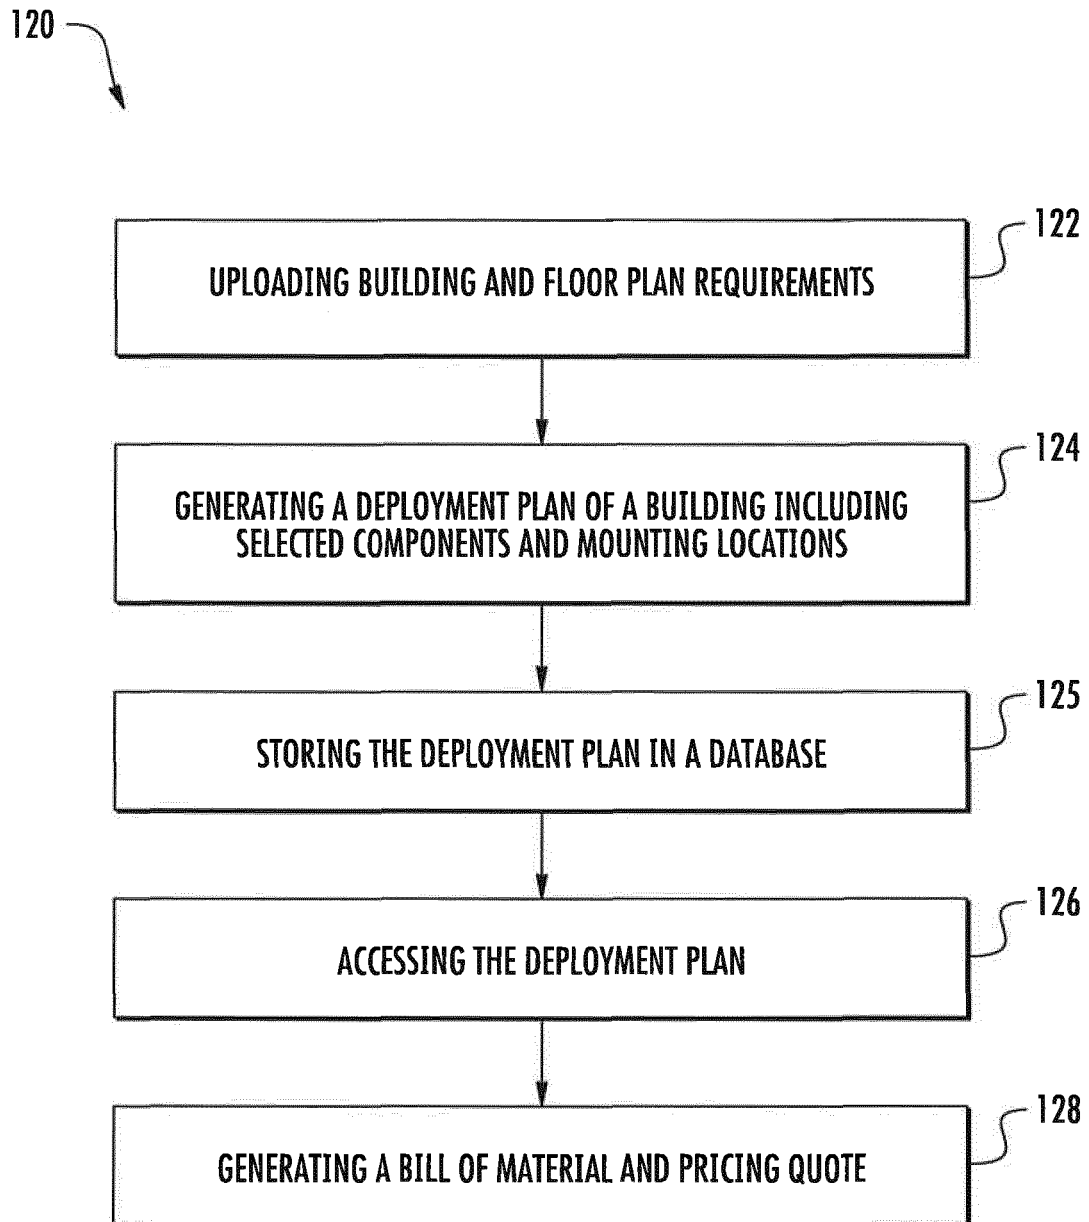 120
122
UPLOADING BUILDING AND FLOOR PLAN REQUIREMENTS
124
GENERATING A DEPLOYMENT PLAN OF A BUILDING INCLUDING
SELECTED COMPONENTS AND MOUNTING LOCATIONS
125
STORING THE DEPLOYMENT PLAN IN A DATABASE
126
ACCESSING THE DEPLOYMENT PLAN
128
GENERATING A BILL OF MATERIAL AND PRICING QUOTE